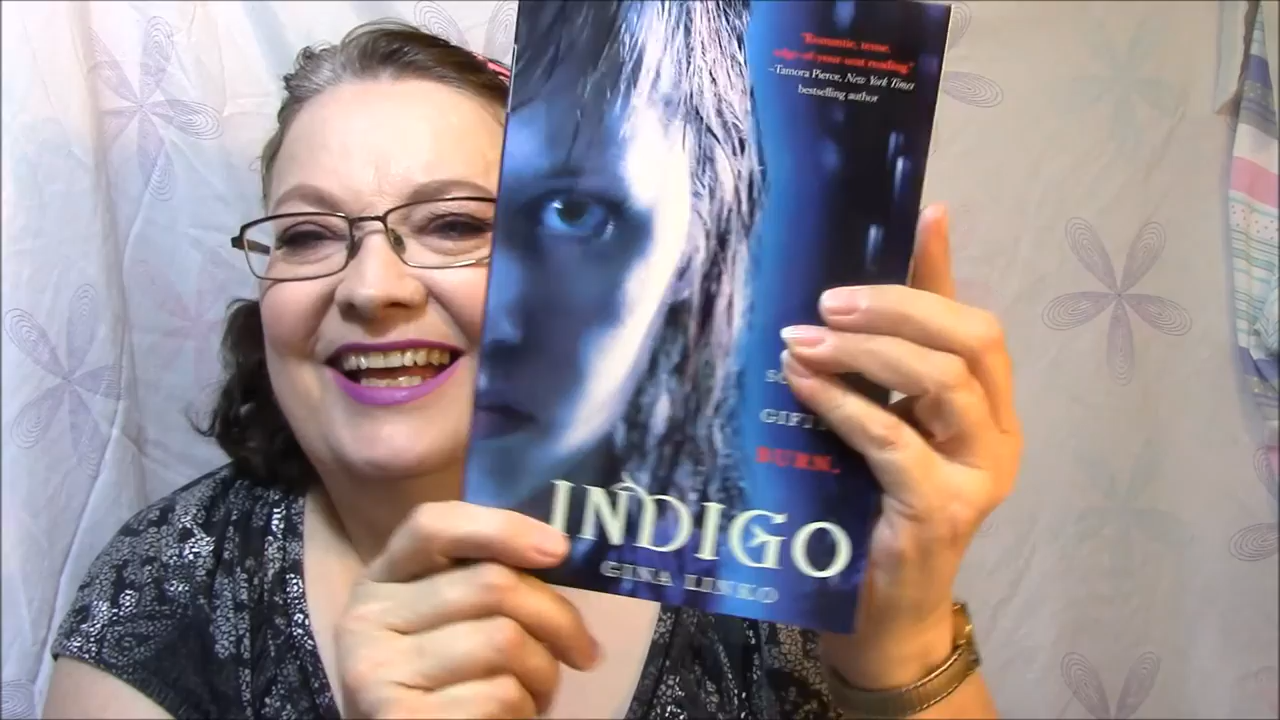 "Romantic, tense,
edge-of-your-seat reading."
–Tamora Pierce, New York Times
bestselling author
BURN.
INDIGO
GINA LINKO